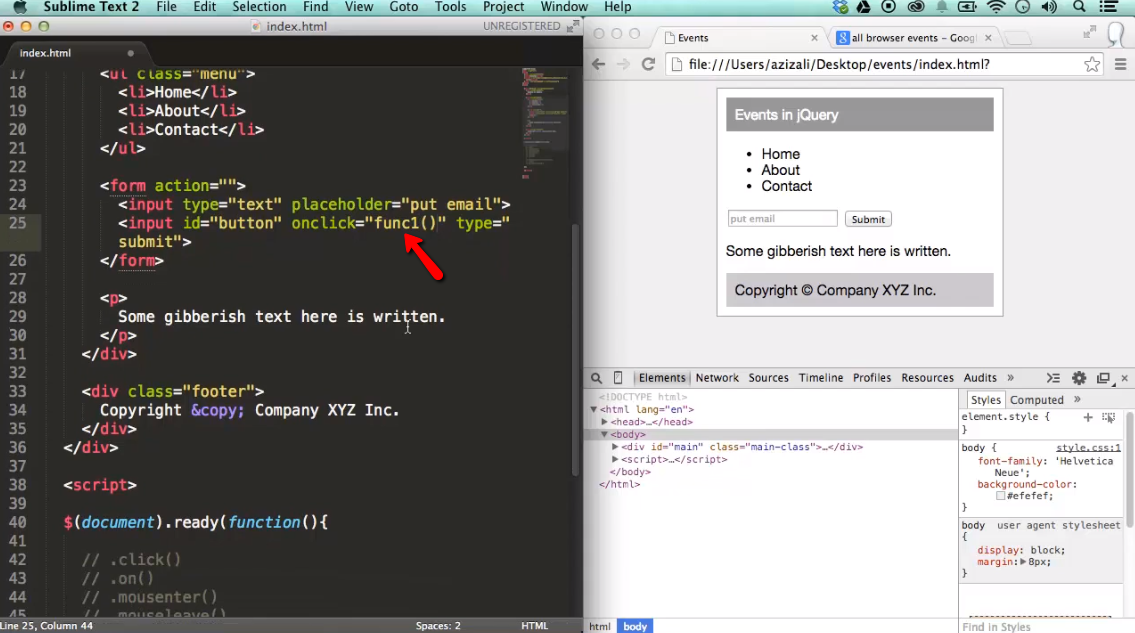 Sublime Text 2 File Edit Selection Find View Goto Tools Project Window Help
index.html UNREGISTERED
index.html
17 <ul class="menu">
18 <li>Home</li>
19 <li>About</li>
20 <li>Contact</li>
21 </ul>
22
23 <form action="">
24 <input type="text" placeholder="put email">
25 <input id="button" onclick="func1()" type="
submit">
26 </form>
27
28 <p>
29 Some gibberish text here is written.
30 </p>
31 </div>
32
33 <div class="footer">
34 Copyright &copy; Company XYZ Inc.
35 </div>
36 </div>
37
38 <script>
39
40 $(document).ready(function(){
41
42 // .click()
43 // .on()
44 // .mousenter()
45 // .mouseleave()
Line 25, Column 44 Spaces: 2 HTML
Events all browser events - Goog
file:///Users/azizali/Desktop/events/index.html?
Events in jQuery
Home
About
Contact
put email Submit
Some gibberish text here is written.
Copyright © Company XYZ Inc.
Elements Network Sources Timeline Profiles Resources Audits »
<!DOCTYPE html>
<html lang="en">
<head>…</head>
<body>
<div id="main" class="main-class">…</div>
<script>…</script>
</body>
</html>
html body
Styles Computed »
element.style {
}
body { style.css:1
font-family: 'Helvetica
Neue';
background-color:
#efefef;
}
body user agent stylesheet
{
display: block;
margin: 8px;
}
Find in Styles